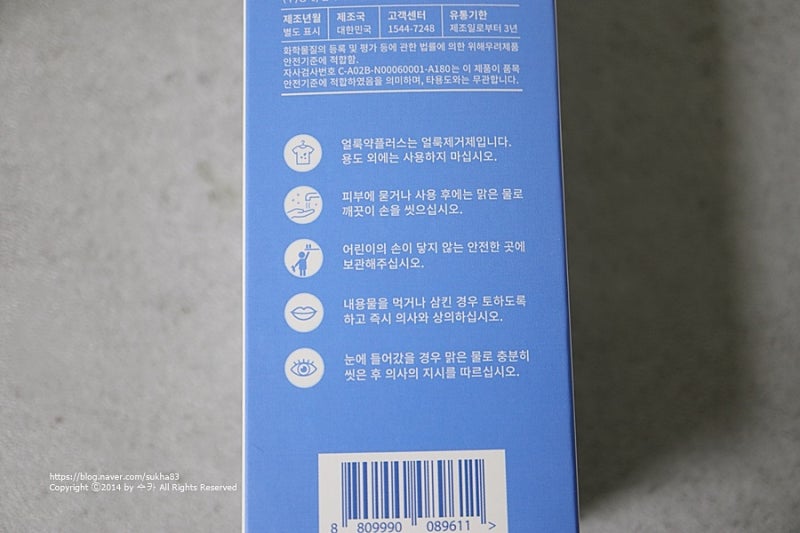 제조년월 제조국 고객센터 유통기한
별도 표시 대한민국 1544-7248 제조일로부터 3년
화학물질의 등록 및 평가 등에 관한 법률에 의한 위해우려제품
안전기준에 적합함.
자사검사번호 C-A02B-N00060001-A180는 이 제품이 품목
안전기준에 적합하였음을 의미하며, 타용도와는 무관합니다.
얼룩약플러스는 얼룩제거제입니다.
용도 외에는 사용하지 마십시오.
피부에 묻거나 사용 후에는 맑은 물로
깨끗이 손을 씻으십시오.
어린이의 손이 닿지 않는 안전한 곳에
보관해주십시오.
내용물을 먹거나 삼킨 경우 토하도록
하고 즉시 의사와 상의하십시오.
눈에 들어갔을 경우 맑은 물로 충분히
씻은 후 의사의 지시를 따르십시오.
8 809990 089611 >
https://blog.naver.com/sukha83
Copyright ⓒ2014 by 수카 All Rights Reserved